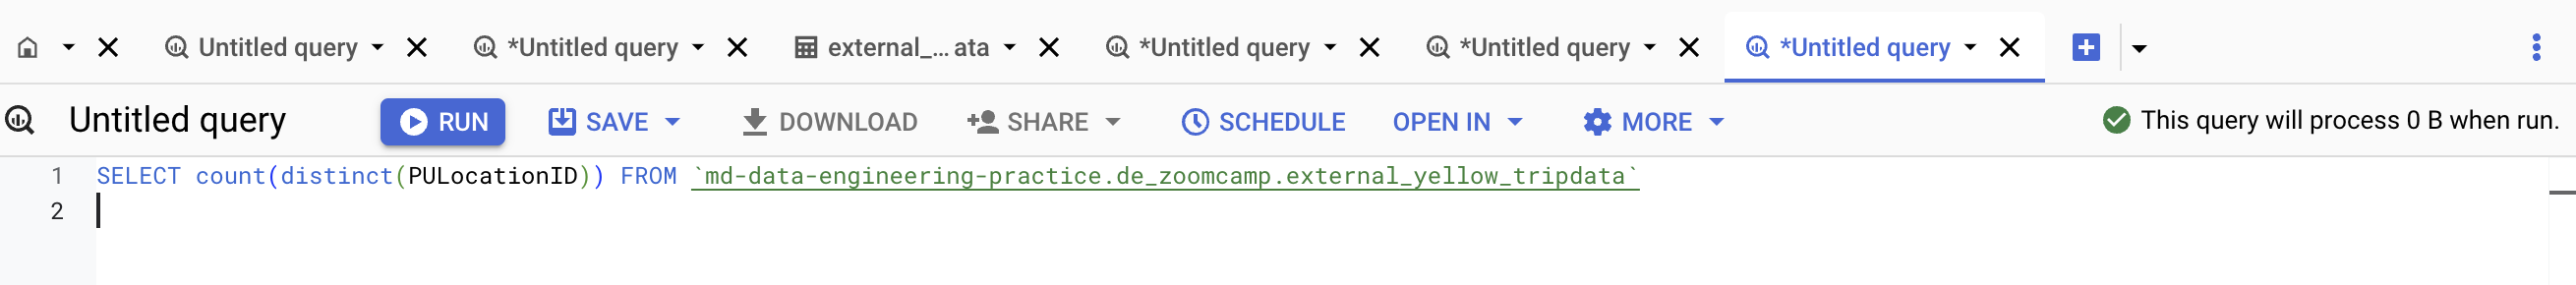 Untitled query *Untitled query external_... ata *Untitled query *Untitled query *Untitled query
Untitled query RUN SAVE DOWNLOAD SHARE SCHEDULE OPEN IN MORE This query will process 0 B when run.
1 SELECT count(distinct(PULocationID)) FROM `md-data-engineering-practice.de_zoomcamp.external_yellow_tripdata`
2